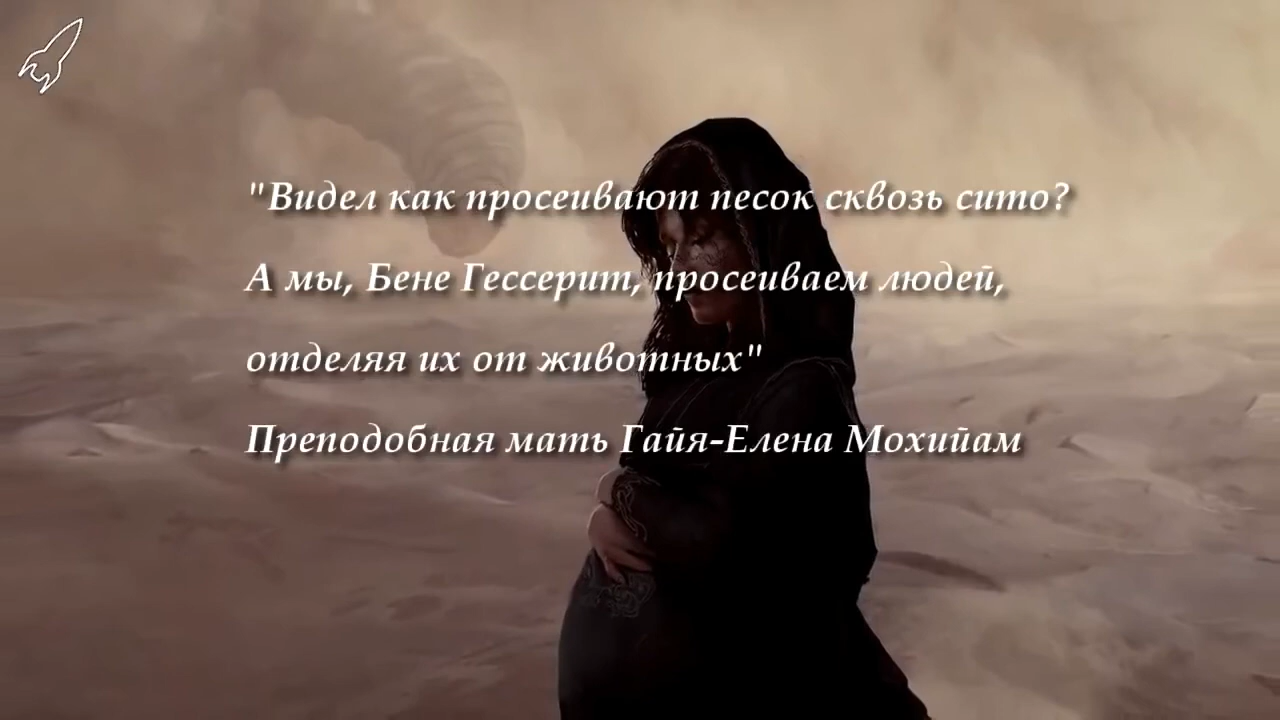 "Видел как просеивают песок сквозь сито?
А мы, Бене Гессерит, просеиваем людей,
отделяя их от животных"
Преподобная мать Гайя-Елена Мохийам